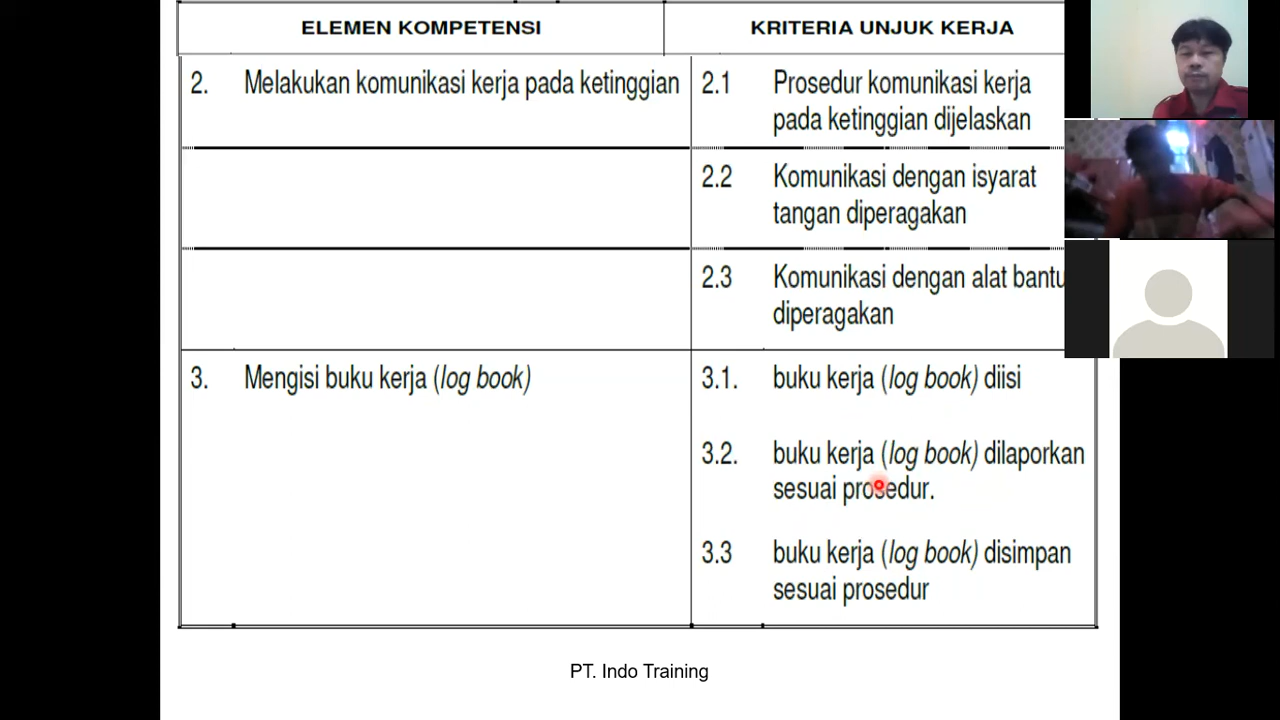 ELEMEN KOMPETENSI
KRITERIA UNJUK KERJA
2. Melakukan komunikasi kerja pada ketinggian
2.1 Prosedur komunikasi kerja
pada ketinggian dijelaskan
2.2 Komunikasi dengan isyarat
tangan diperagakan
2.3 Komunikasi dengan alat bantu
diperagakan
3. Mengisi buku kerja (log book)
3.1. buku kerja (log book) diisi
3.2. buku kerja (log book) dilaporkan
sesuai prosedur.
3.3 buku kerja (log book) disimpan
sesuai prosedur
PT. Indo Training